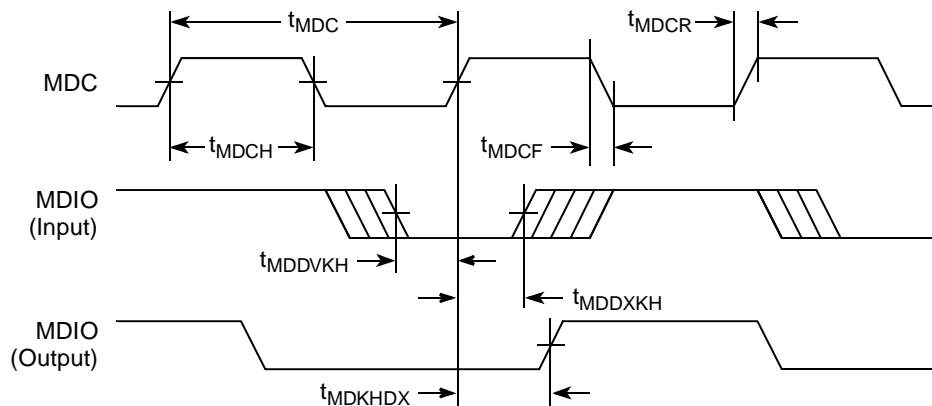 tMDC
tMDCR
MDC
tMDCH
tMDCF
MDIO
(Input)
tMDDVKH
tMDDXKH
MDIO
(Output)
tMDKHDX